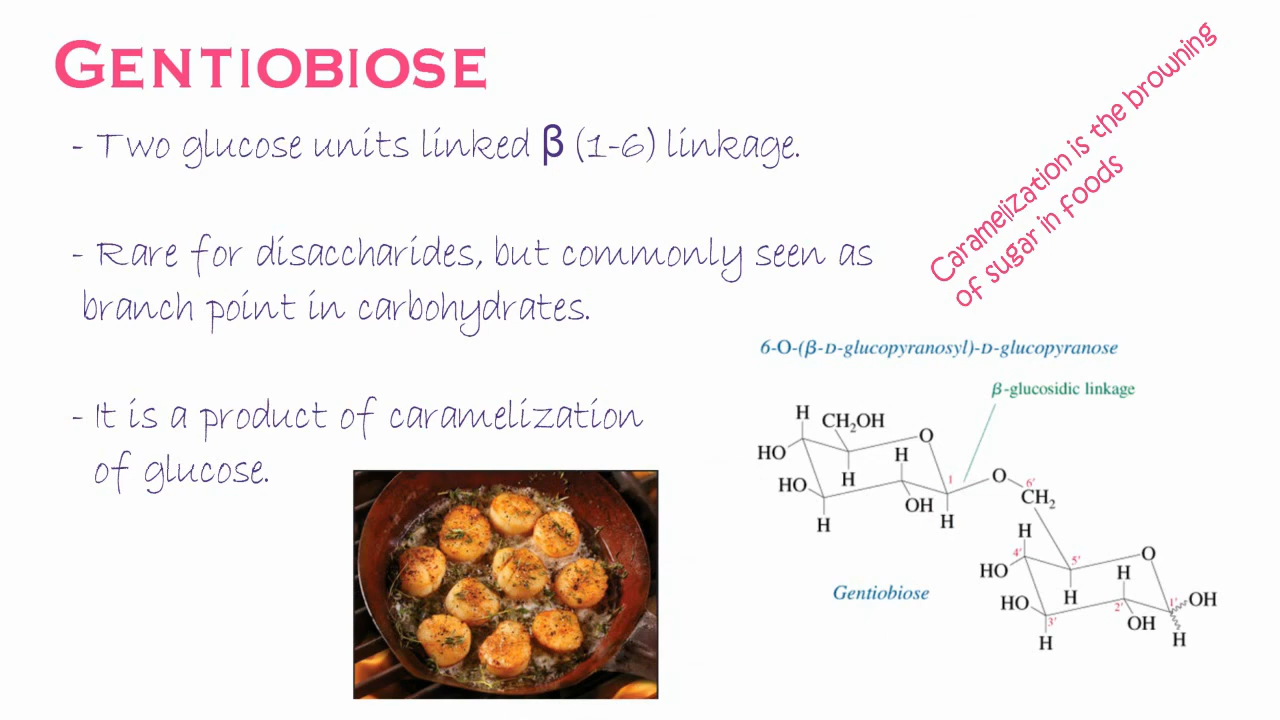 GENTIOBIOSE
- Two glucose units linked β (1-6) linkage.
- Rare for disaccharides, but commonly seen as
branch point in carbohydrates.
- It is a product of caramelization
of glucose.
Caramelization is the browning
of sugar in foods
6-O-(β-D-glucopyranosyl)-D-glucopyranose
β-glucosidic linkage
H
CH₂OH
O
HO
H
H
HO
1
O
6'
OH
CH₂
H
H
H
4'
5'
O
HO
H
Gentiobiose
H
1'
OH
HO
2'
3'
OH
H
H